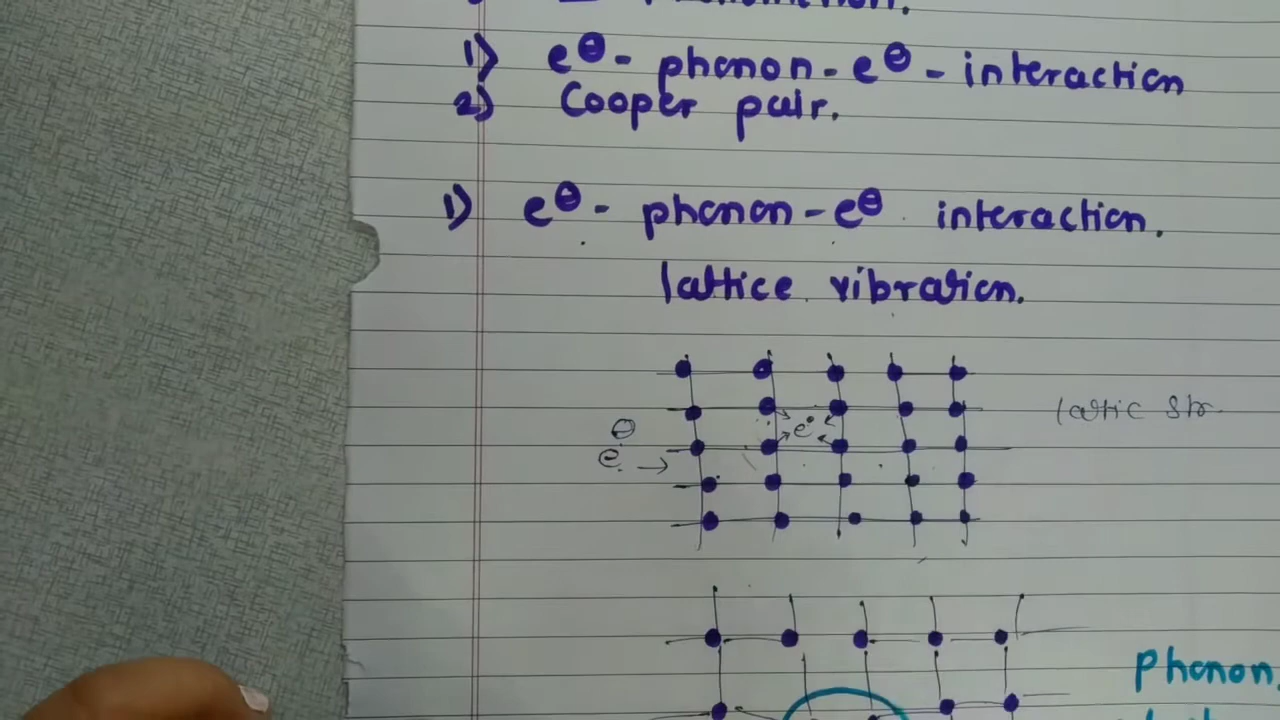 1) e⊖ - phonon - e⊖ - interaction
2) Cooper pair.
1) e⊖ - phonon - e⊖ interaction.
lattice vibration.
e
⊖
e →
lattic str.
phonon.